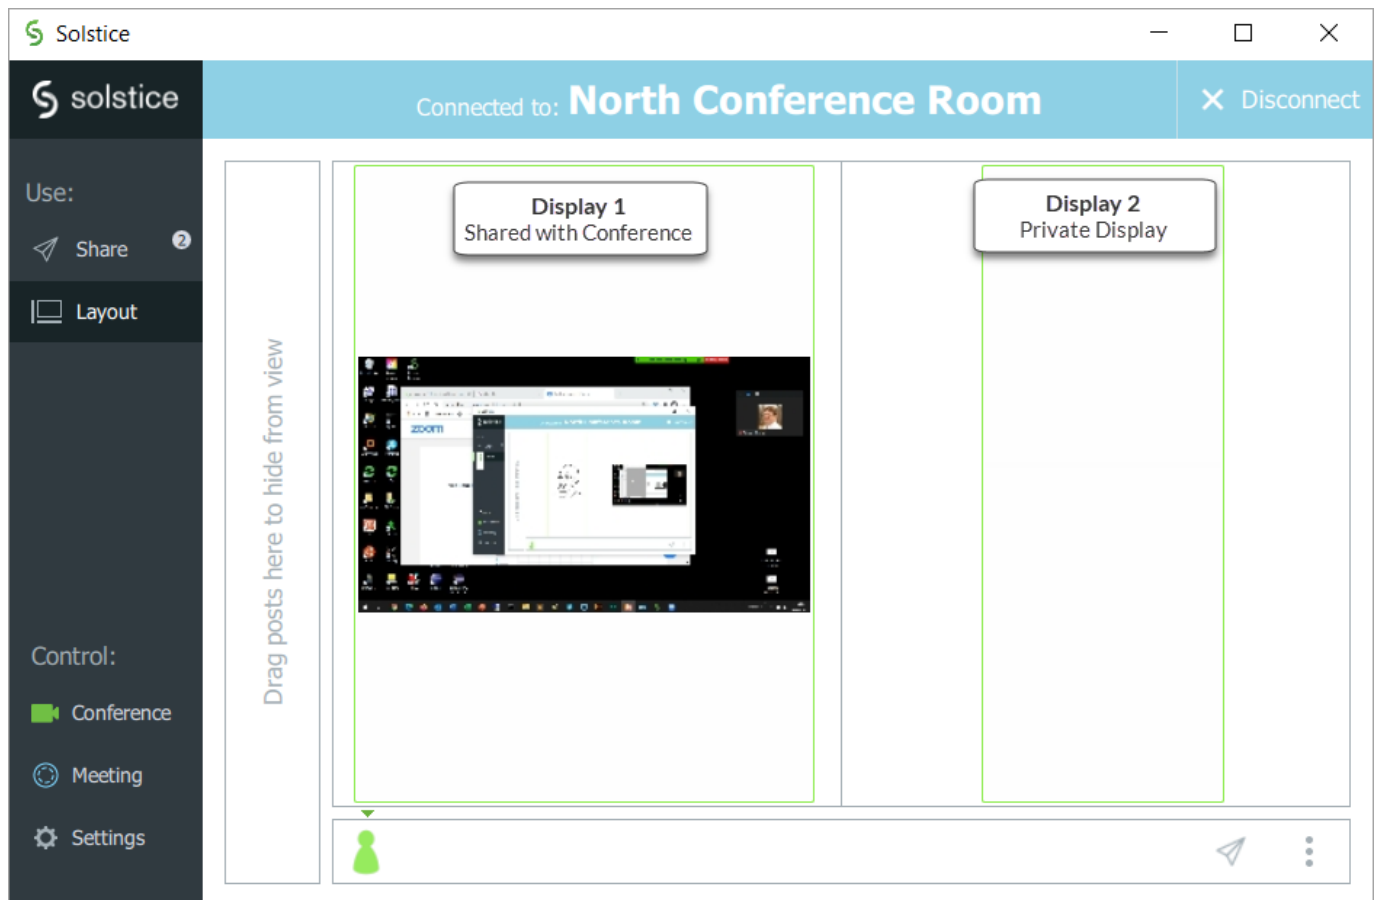 Solstice
solstice
Connected to: North Conference Room
Disconnect
Use:
Share
2
Layout
Drag posts here to hide from view
Display 1
Shared with Conference
Display 2
Private Display
zoom
Control:
Conference
Meeting
Settings